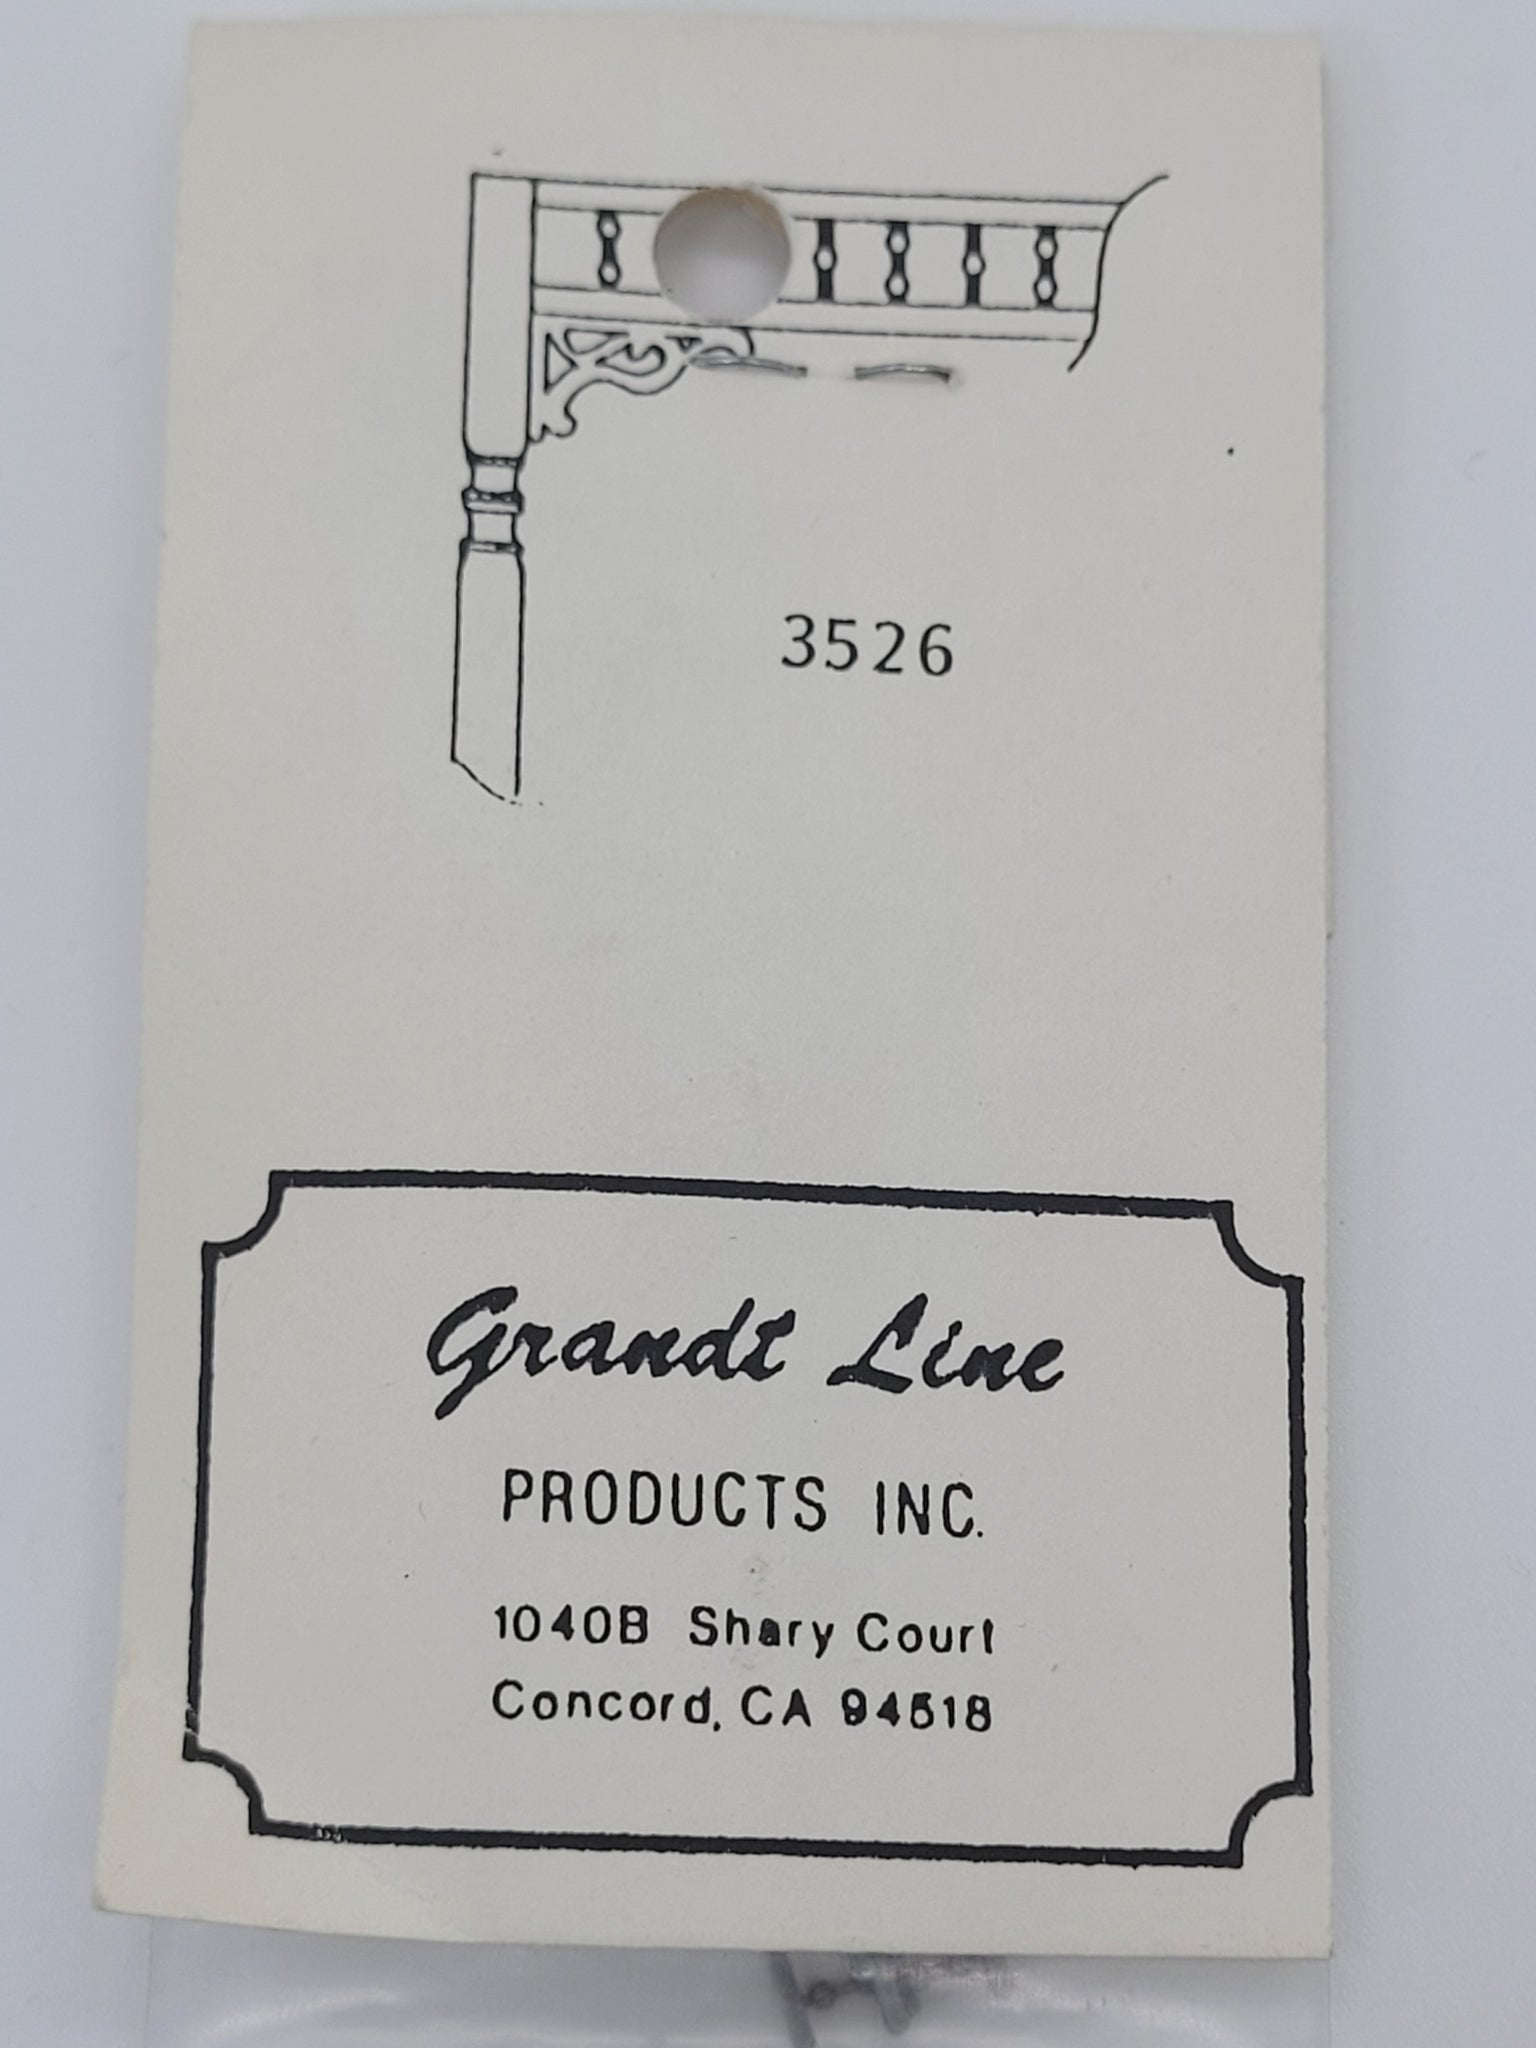 3526
Grandt Line
PRODUCTS INC.
1040B Shary Court
Concord, CA 94518